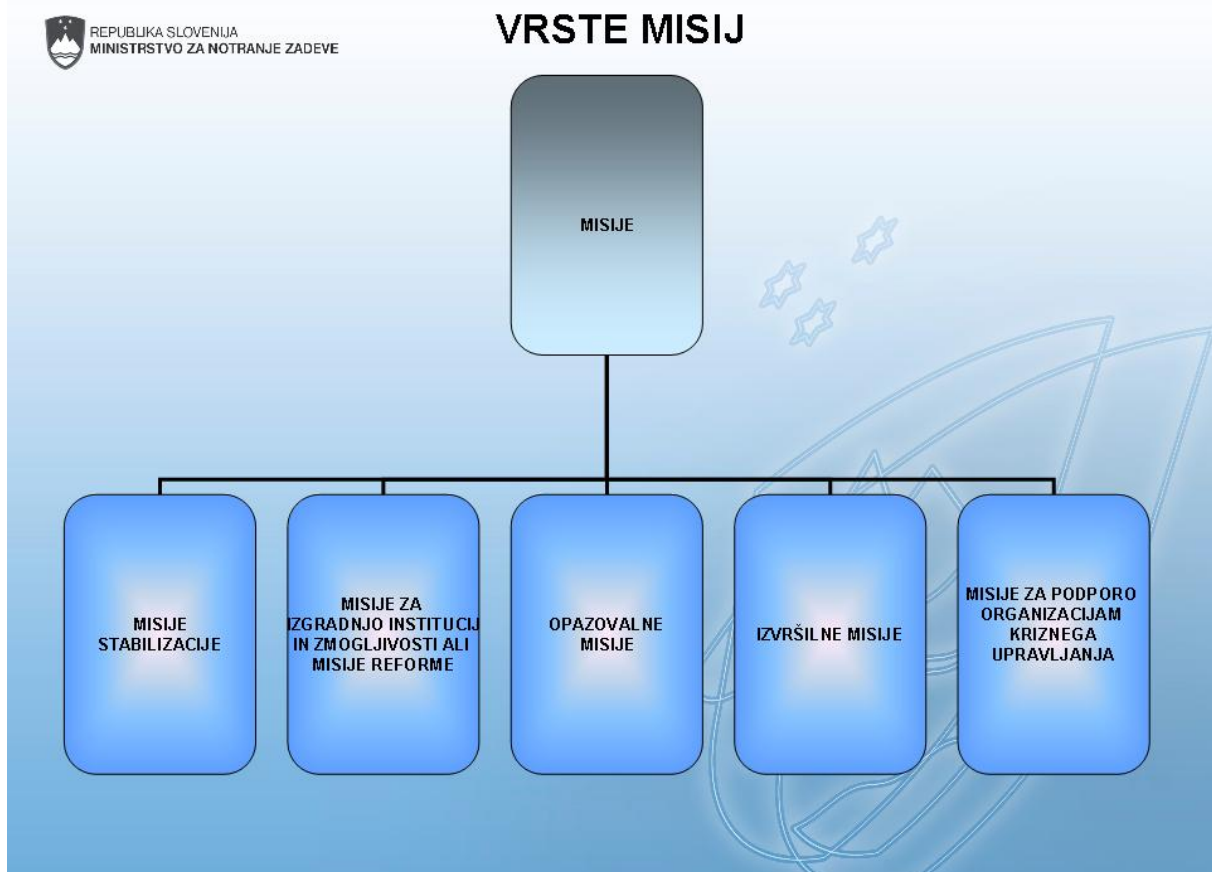 REPUBLIKA SLOVENIJA
MINISTRSTVO ZA NOTRANJE ZADEVE
VRSTE MISIJ
MISIJE
MISIJE
STABILIZACIJE
MISIJE ZA
IZGRADNJO INSTITUCIJ
IN ZMOGLJIVOSTI ALI
MISIJE REFORME
OPAZOVALNE
MISIJE
IZVRŠILNE MISIJE
MISIJE ZA PODPORO
ORGANIZACIJAM
KRIZNEGA
UPRAVLJANJA